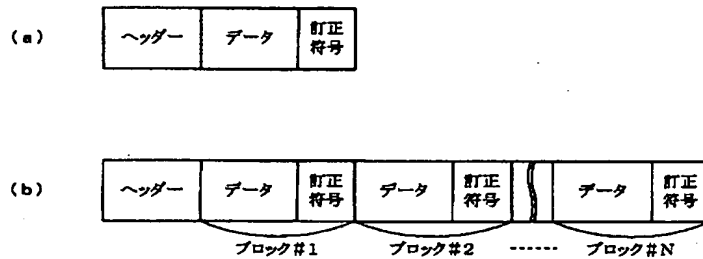 (a)
ヘッダー データ 訂正
符号
(b)
ヘッダー データ 訂正
符号 データ 訂正
符号 データ 訂正
符号
ブロック#1 ブロック#2 ------ ブロック#N